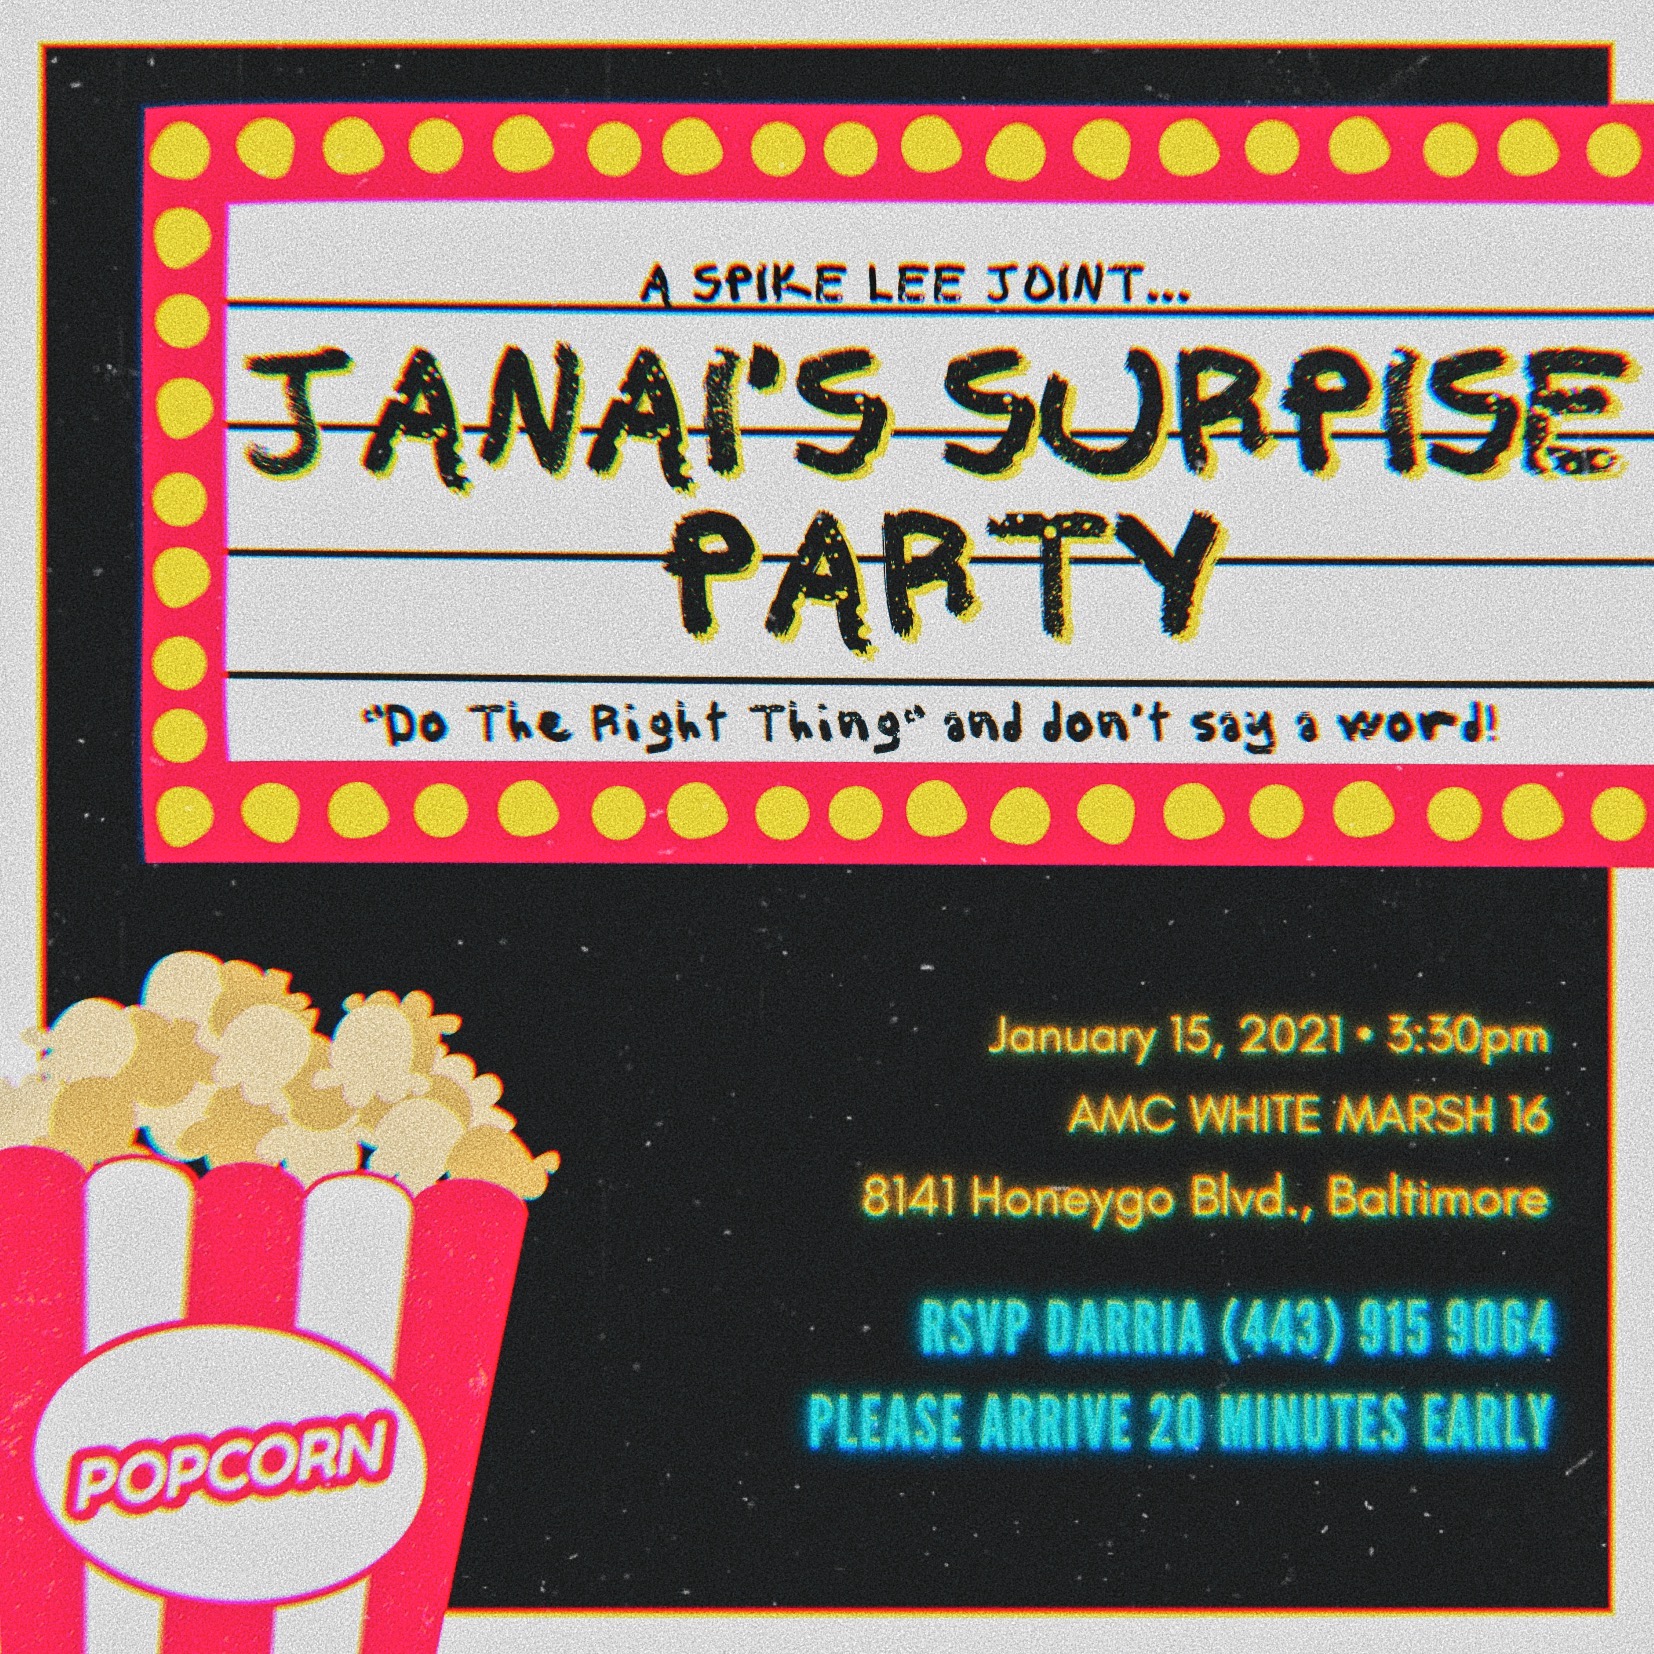 A SPIKE LEE JOINT...
JANAI'S SURPISE
PARTY
"Do The Right Thing" and don't say a word!
January 15, 2021 • 3:30pm
AMC WHITE MARSH 16
8141 Honeygo Blvd., Baltimore
RSVP DARRIA (443) 915 9064
PLEASE ARRIVE 20 MINUTES EARLY
POPCORN